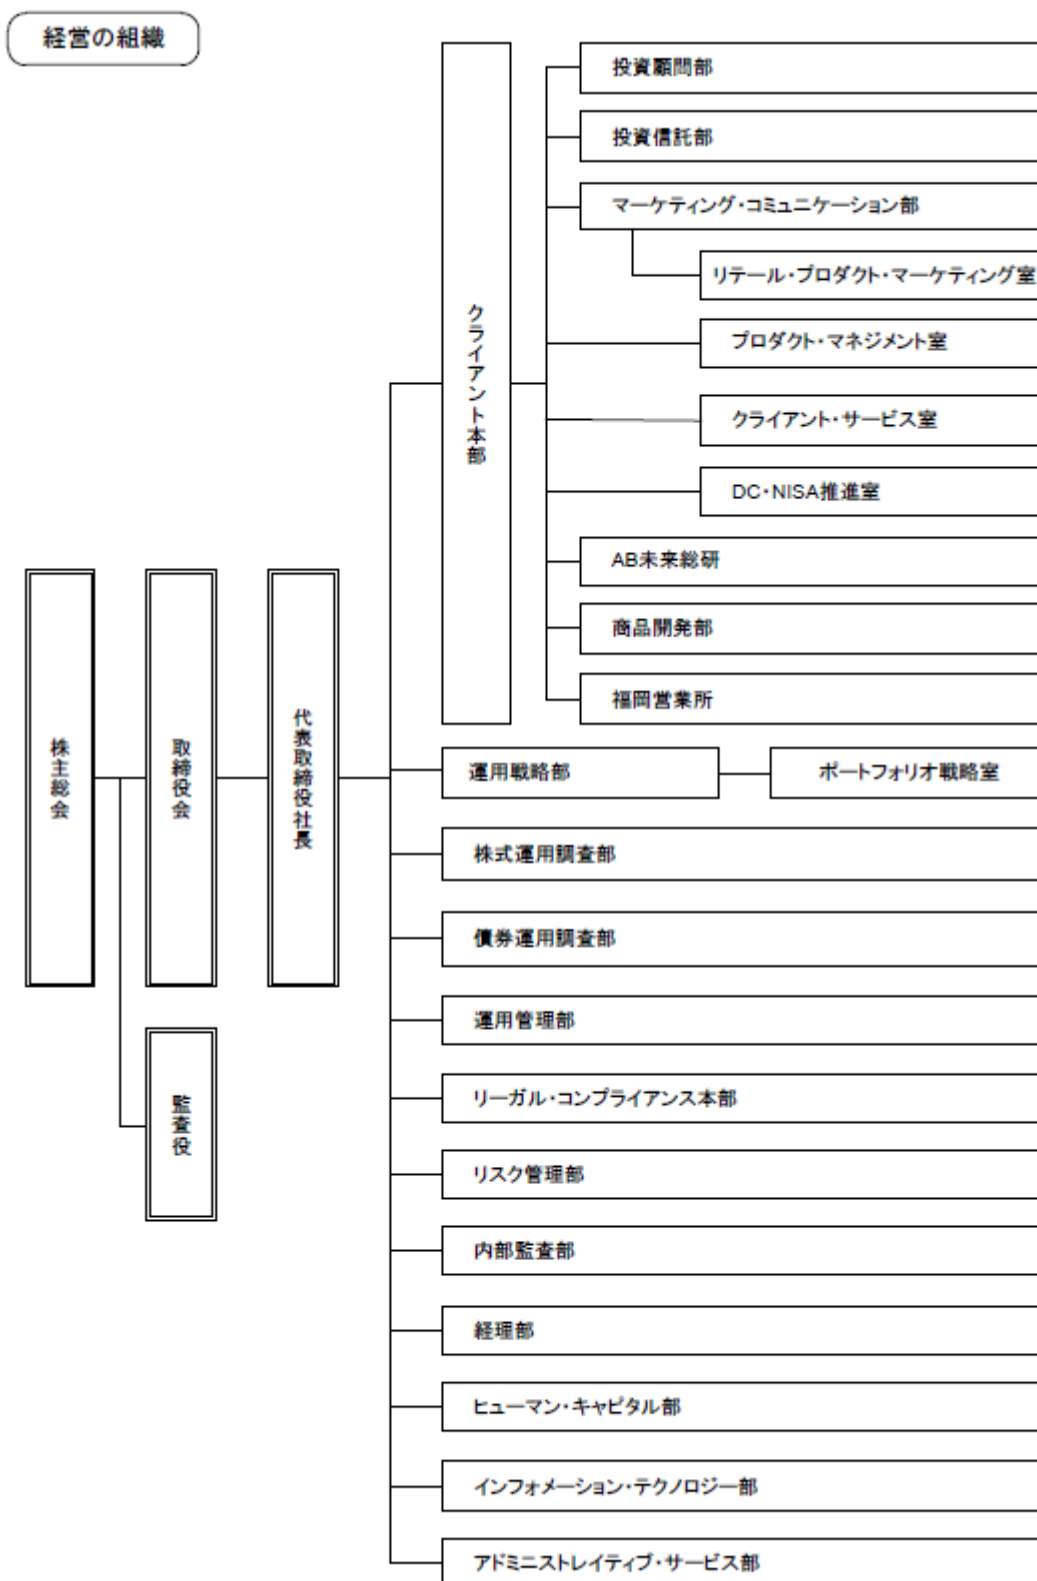 経営の組織
株主総会
取締役会
監査役
代表取締役社長
クライアント本部
投資顧問部
投資信託部
マーケティング・コミュニケーション部
リテール・プロダクト・マーケティング室
プロダクト・マネジメント室
クライアント・サービス室
DC・NISA推進室
AB未来総研
商品開発部
福岡営業所
運用戦略部
ポートフォリオ戦略室
株式運用調査部
債券運用調査部
運用管理部
リーガル・コンプライアンス本部
リスク管理部
内部監査部
経理部
ヒューマン・キャピタル部
インフォメーション・テクノロジー部
アドミニストレイティブ・サービス部